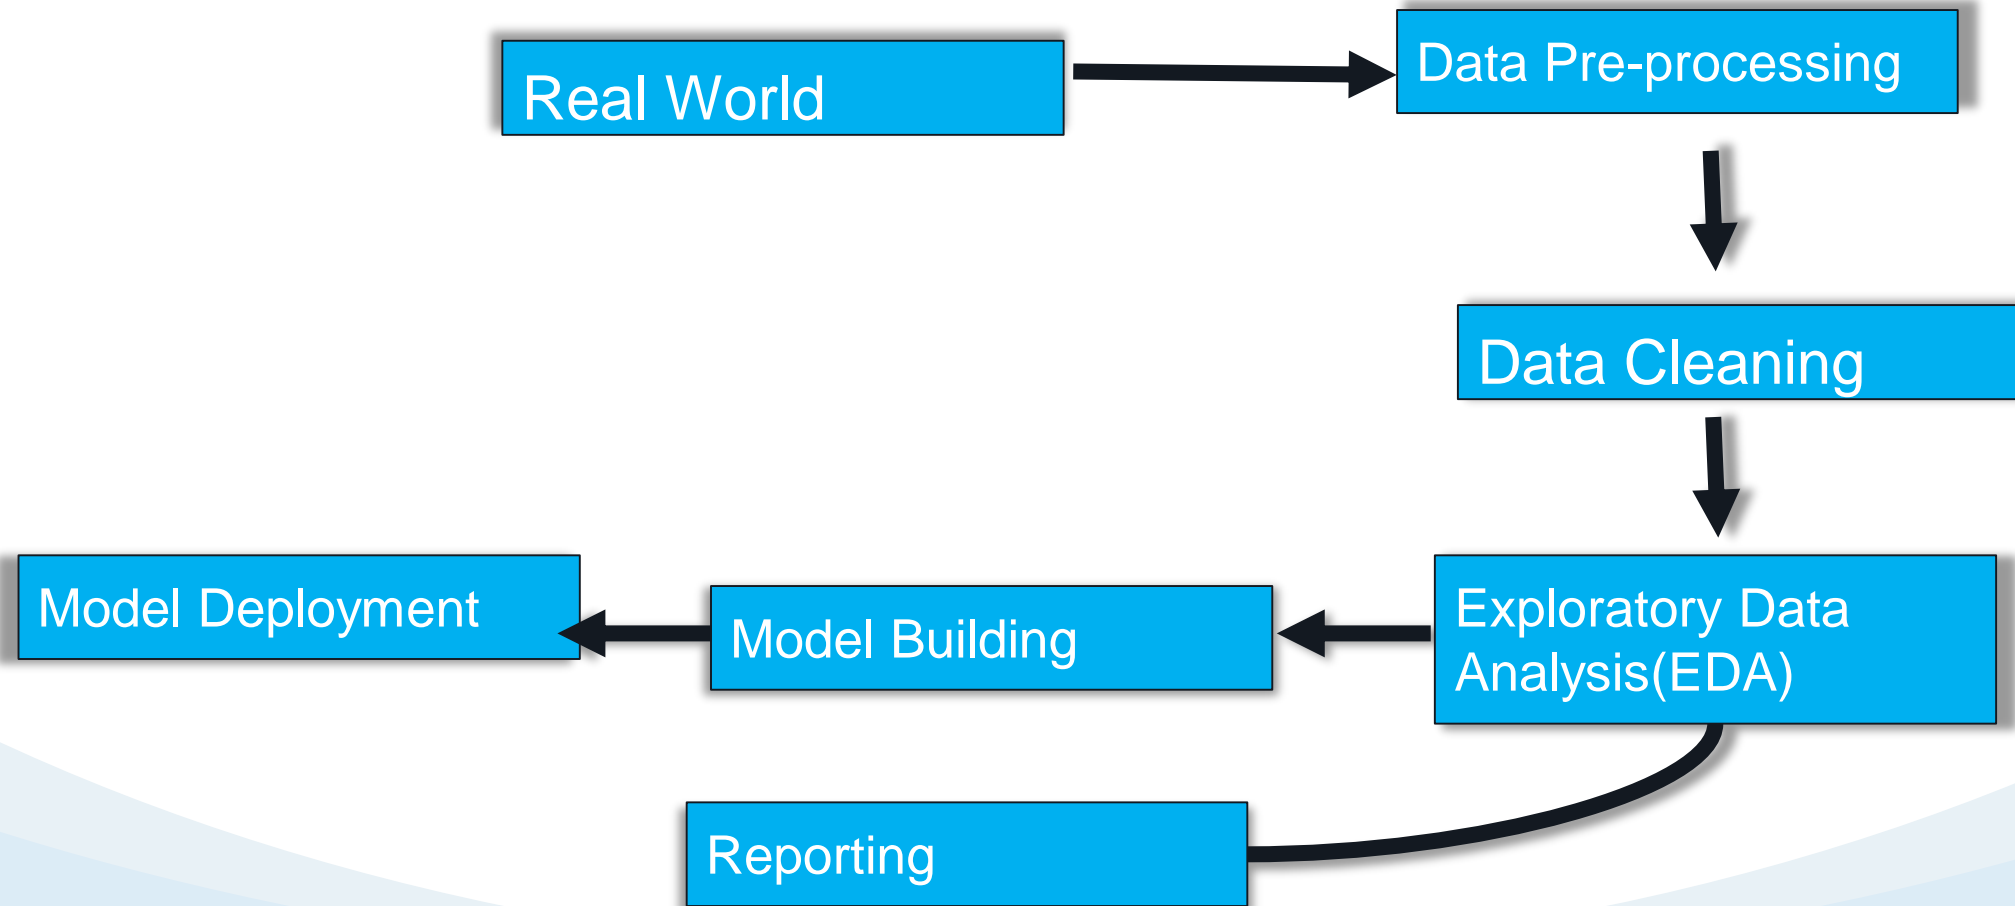 Real World
Data Pre-processing
Data Cleaning
Exploratory Data
Analysis(EDA)
Model Building
Model Deployment
Reporting